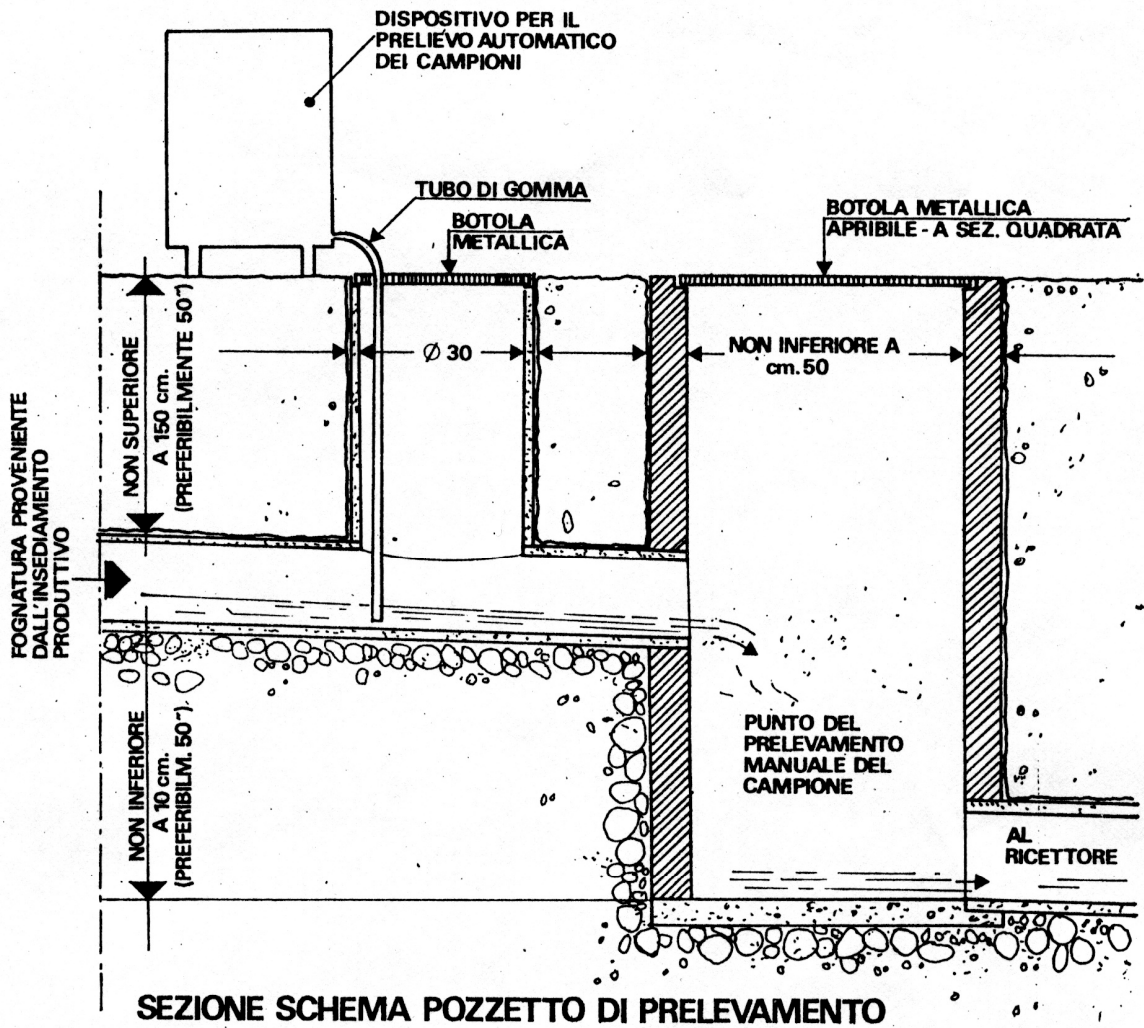 DISPOSITIVO PER IL
PRELIEVO AUTOMATICO
DEI CAMPIONI
TUBO DI GOMMA
BOTOLA
METALLICA
BOTOLA METALLICA
APRIBILE - A SEZ. QUADRATA
NON SUPERIORE
A 150 cm.
(PREFERIBILMENTE 50")
Ø 30
NON INFERIORE A
cm. 50
FOGNATURA PROVENIENTE
DALL'INSEDIAMENTO
PRODUTTIVO
NON INFERIORE
A 10 cm.
(PREFERIBILM. 50")
PUNTO DEL
PRELEVAMENTO
MANUALE DEL
CAMPIONE
AL
RICETTORE
SEZIONE SCHEMA POZZETTO DI PRELEVAMENTO